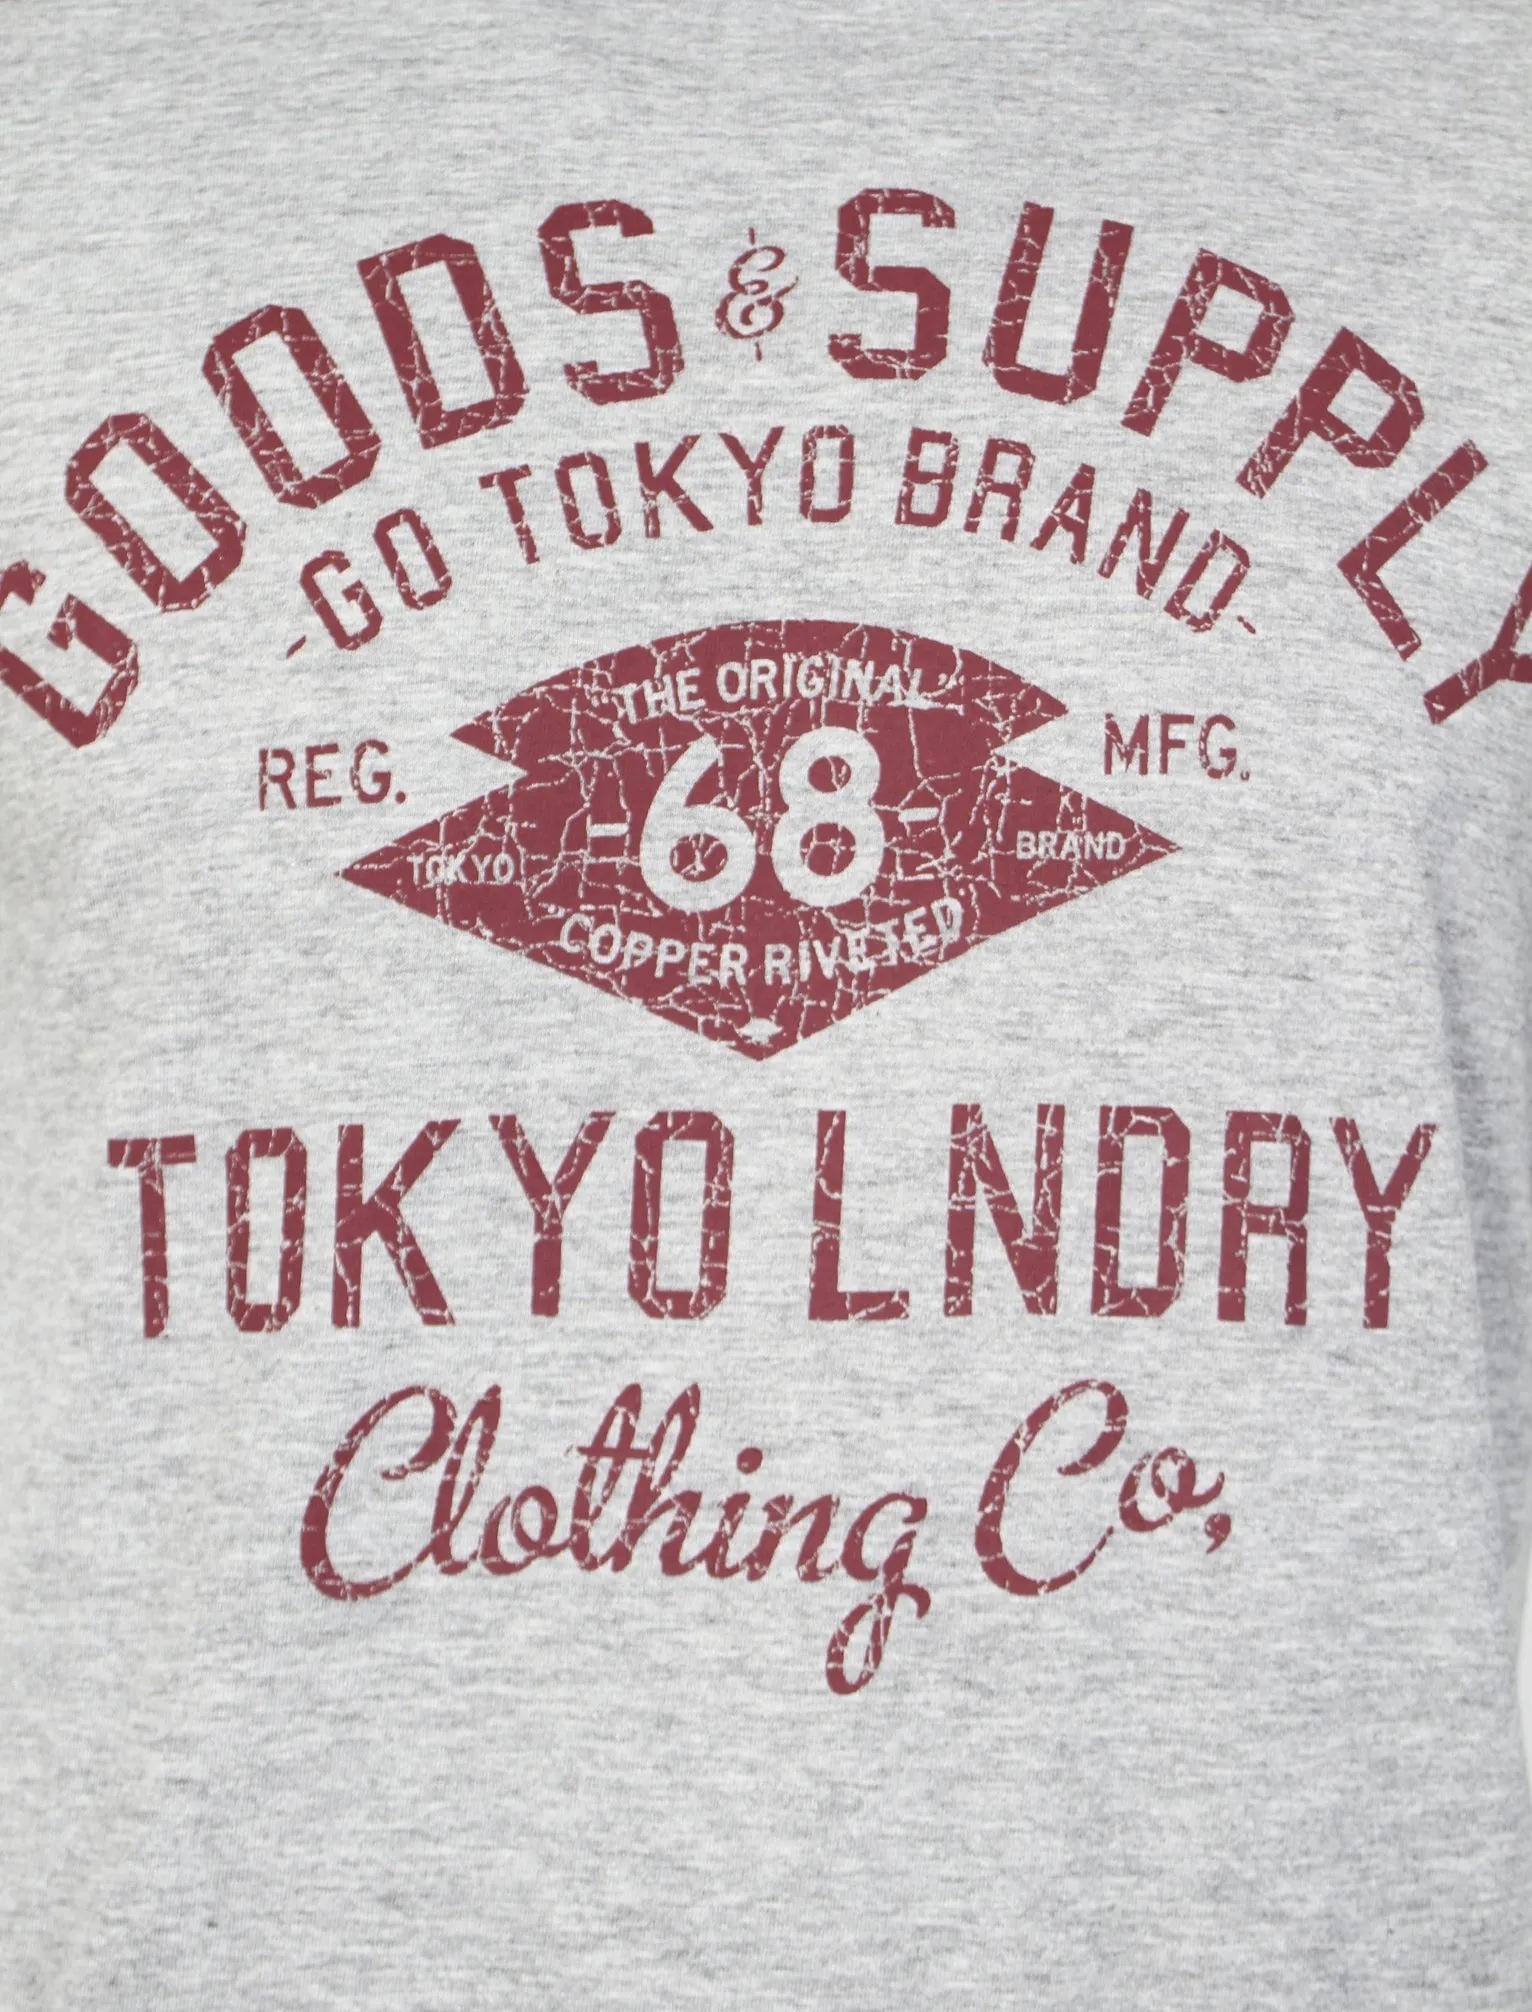 GOODS & SUPPLY
-GO TOKYO BRAND-
"THE ORIGINAL"
REG. MFG.
-68-
TOKYO BRAND
"COPPER RIVETED"
TOKYO LNDRY
Clothing Co,